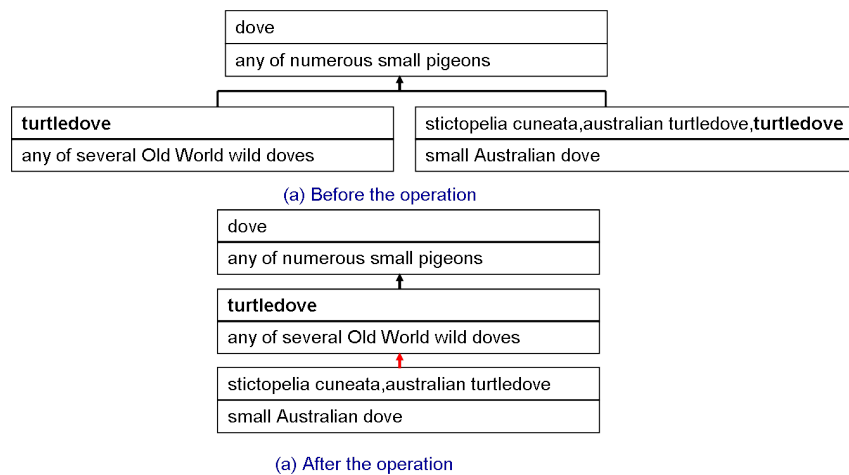 dove
any of numerous small pigeons
turtledove
any of several Old World wild doves
stictopelia cuneata,australian turtledove,turtledove
small Australian dove
(a) Before the operation
dove
any of numerous small pigeons
turtledove
any of several Old World wild doves
stictopelia cuneata,australian turtledove
small Australian dove
(a) After the operation